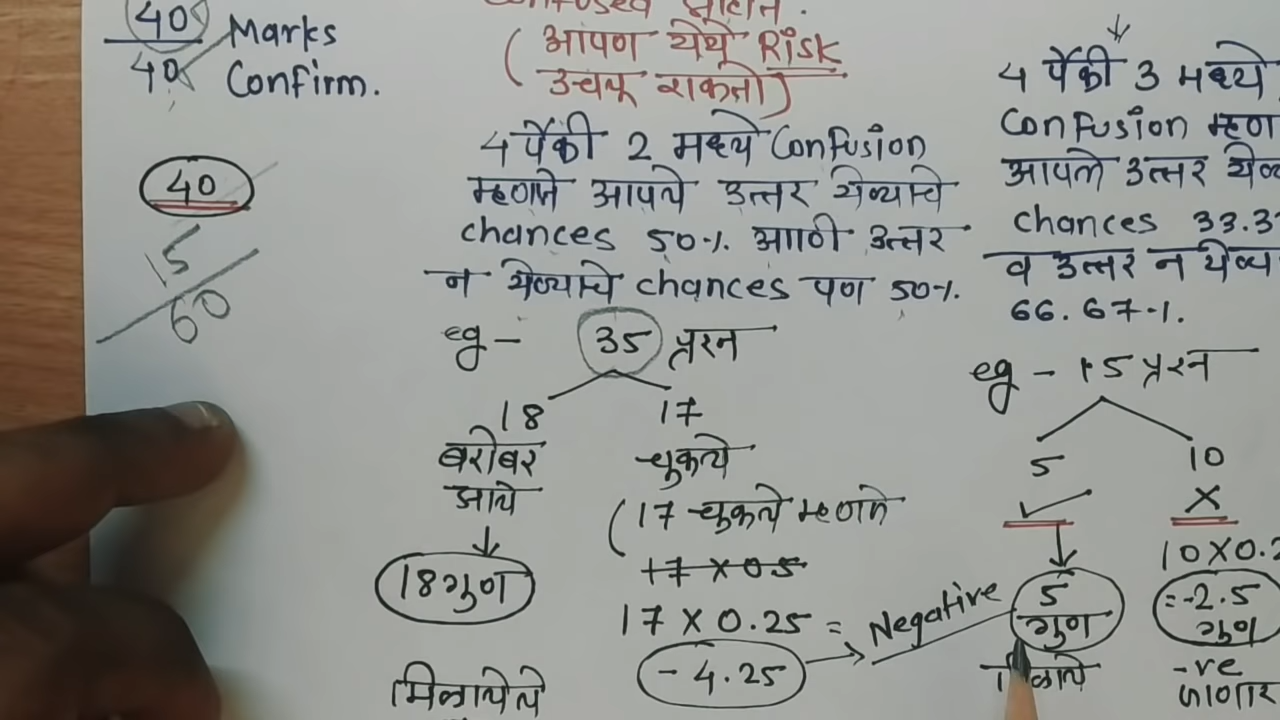 40 Marks
40 Confirm.
40
15
60
(आपण येथे Risk
उचलू शकतो)
4 पैकी 2 मध्ये Confusion
म्हणजे आपले उत्तर येण्याचे
chances 50% आणी उत्तर
न येण्याचे chances पण 50%.
eg - 35 प्रश्न
18 17
बरोबर चुकले
आले
(17 चुकले म्हणजे
18 गुण
17 X 0.5
17 X 0.25 =
- 4.25 → Negative
मिळालेले
4 पैकी 3 मध्ये
Confusion म्हण
आपले उत्तर येण्य
chances 33.3
व उत्तर न येण्य
66.67%.
eg - 15 प्रश्न
5 10
✓ X
10 X 0.2
5 = -2.5
गुण गुण
-ve
जाणार